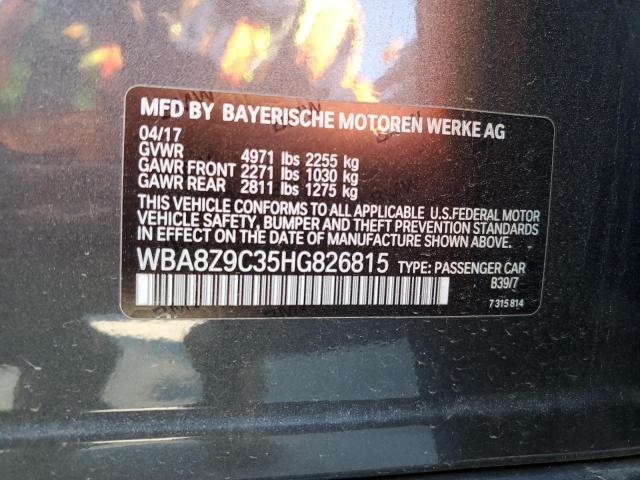 MFD BY BAYERISCHE MOTOREN WERKE AG
04/17
GVWR 4971 lbs 2255 kg
GAWR FRONT 2271 lbs 1030 kg
GAWR REAR 2811 lbs 1275 kg
THIS VEHICLE CONFORMS TO ALL APPLICABLE U.S.FEDERAL MOTOR
VEHICLE SAFETY, BUMPER AND THEFT PREVENTION STANDARDS
IN EFFECT ON THE DATE OF MANUFACTURE SHOWN ABOVE.
WBA8Z9C35HG826815 TYPE: PASSENGER CAR
B39/7
7 315 814